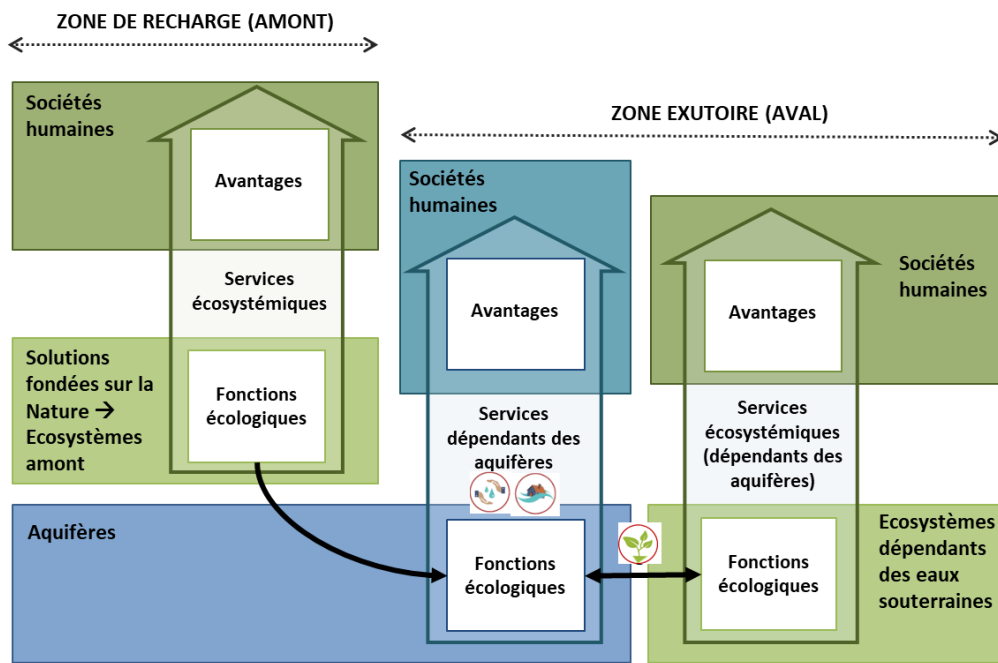 ZONE DE RECHARGE (AMONT)
Sociétés
humaines
Avantages
Services
écosystémiques
Solutions
fondées sur la
Nature →
Ecosystèmes
amont
Fonctions
écologiques
Aquifères
ZONE EXUTOIRE (AVAL)
Sociétés
humaines
Avantages
Services
dépendants des
aquifères
Fonctions
écologiques
Sociétés
humaines
Avantages
Services
écosystémiques
(dépendants des
aquifères)
Fonctions
écologiques
Ecosystèmes
dépendants
des eaux
souterraines